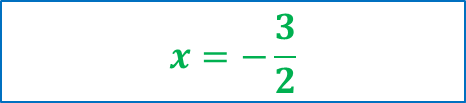 x = -3/2